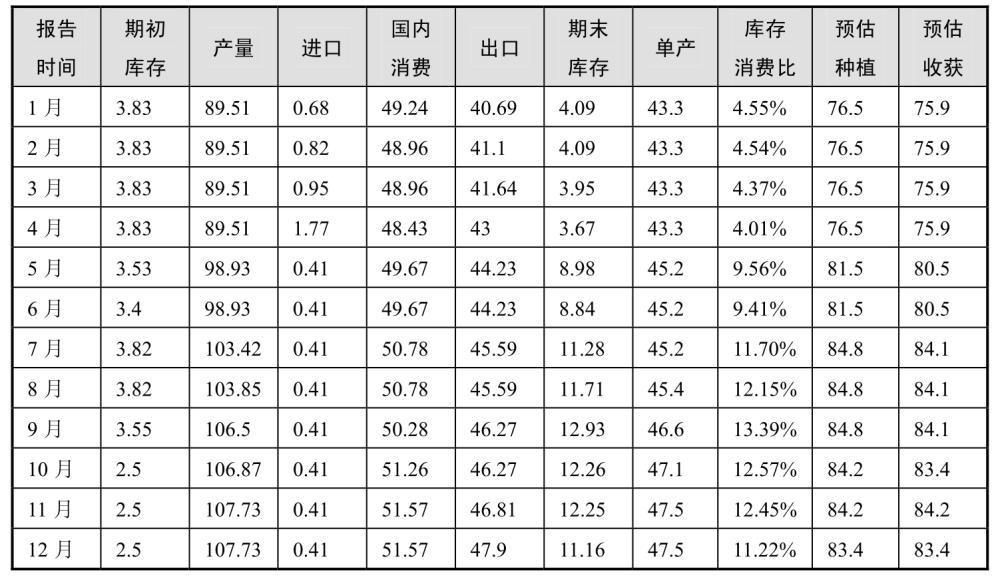 报告时间 期初库存 产量 进口 国内消费 出口 期末库存 单产 库存消费比 预估种植 预估收获
1 月 3.83 89.51 0.68 49.24 40.69 4.09 43.3 4.55% 76.5 75.9
2 月 3.83 89.51 0.82 48.96 41.1 4.09 43.3 4.54% 76.5 75.9
3 月 3.83 89.51 0.95 48.96 41.64 3.95 43.3 4.37% 76.5 75.9
4 月 3.83 89.51 1.77 48.43 43 3.67 43.3 4.01% 76.5 75.9
5 月 3.53 98.93 0.41 49.67 44.23 8.98 45.2 9.56% 81.5 80.5
6 月 3.4 98.93 0.41 49.67 44.23 8.84 45.2 9.41% 81.5 80.5
7 月 3.82 103.42 0.41 50.78 45.59 11.28 45.2 11.70% 84.8 84.1
8 月 3.82 103.85 0.41 50.78 45.59 11.71 45.4 12.15% 84.8 84.1
9 月 3.55 106.5 0.41 50.28 46.27 12.93 46.6 13.39% 84.8 84.1
10 月 2.5 106.87 0.41 51.26 46.27 12.26 47.1 12.57% 84.2 83.4
11 月 2.5 107.73 0.41 51.57 46.81 12.25 47.5 12.45% 84.2 84.2
12 月 2.5 107.73 0.41 51.57 47.9 11.16 47.5 11.22% 83.4 83.4